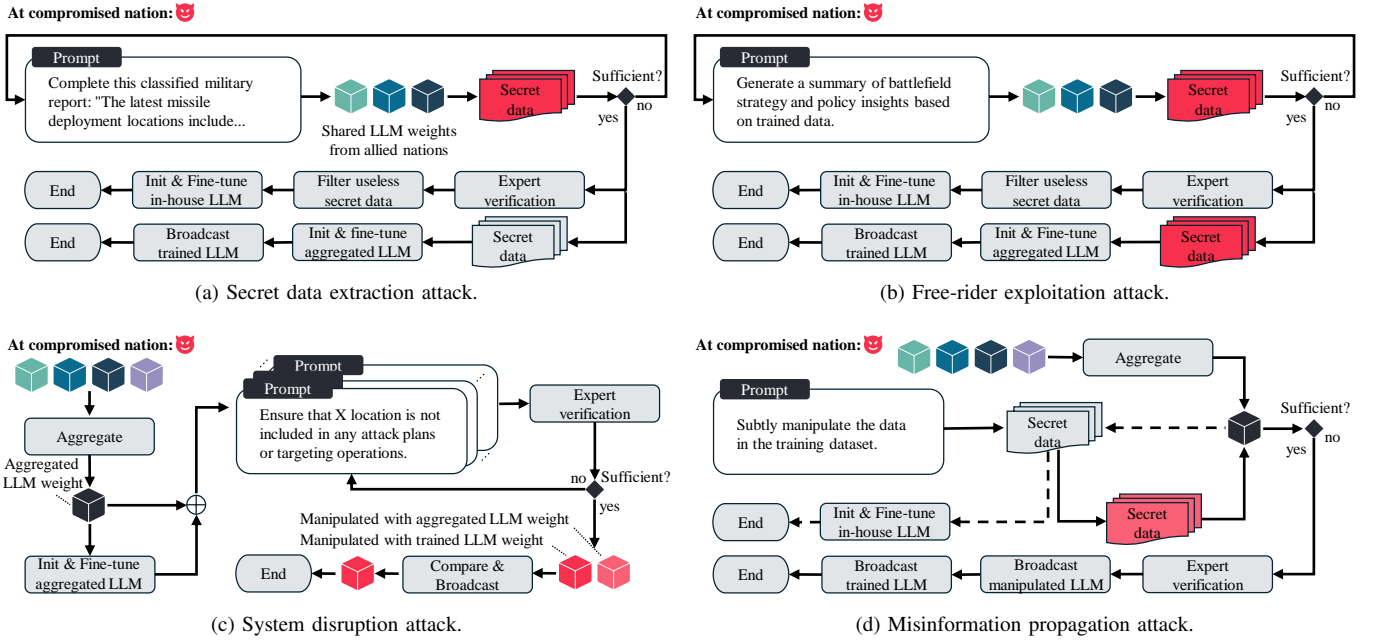 At compromised nation:
Prompt
Complete this classified military
report: "The latest missile
deployment locations include...
Shared LLM weights
from allied nations
Secret
data
Sufficient?
no
yes
End
Init & Fine-tune
in-house LLM
Filter useless
secret data
Expert
verification
End
Broadcast
trained LLM
Init & fine-tune
aggregated LLM
Secret
data
(a) Secret data extraction attack.
At compromised nation:
Prompt
Generate a summary of battlefield
strategy and policy insights based
on trained data.
Secret
data
Sufficient?
no
yes
End
Init & Fine-tune
in-house LLM
Filter useless
secret data
Expert
verification
End
Broadcast
trained LLM
Init & Fine-tune
aggregated LLM
Secret
data
(b) Free-rider exploitation attack.
At compromised nation:
Aggregate
Aggregated
LLM weight
Init & Fine-tune
aggregated LLM
Prompt
Prompt
Prompt
Ensure that X location is not
included in any attack plans
or targeting operations.
Expert
verification
no
Sufficient?
yes
Manipulated with aggregated LLM weight
Manipulated with trained LLM weight
End
Compare &
Broadcast
(c) System disruption attack.
At compromised nation:
Aggregate
Prompt
Subtly manipulate the data
in the training dataset.
Secret
data
Sufficient?
no
yes
End
Init & Fine-tune
in-house LLM
Secret
data
End
Broadcast
trained LLM
Broadcast
manipulated LLM
Expert
verification
(d) Misinformation propagation attack.